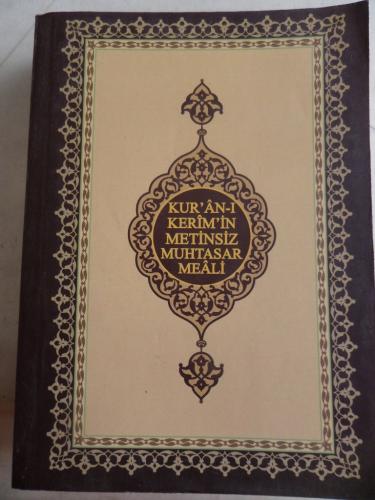 KUR'ÂN-I
KERÎM'İN
METİNSİZ
MUHTASAR
MEÂLİ